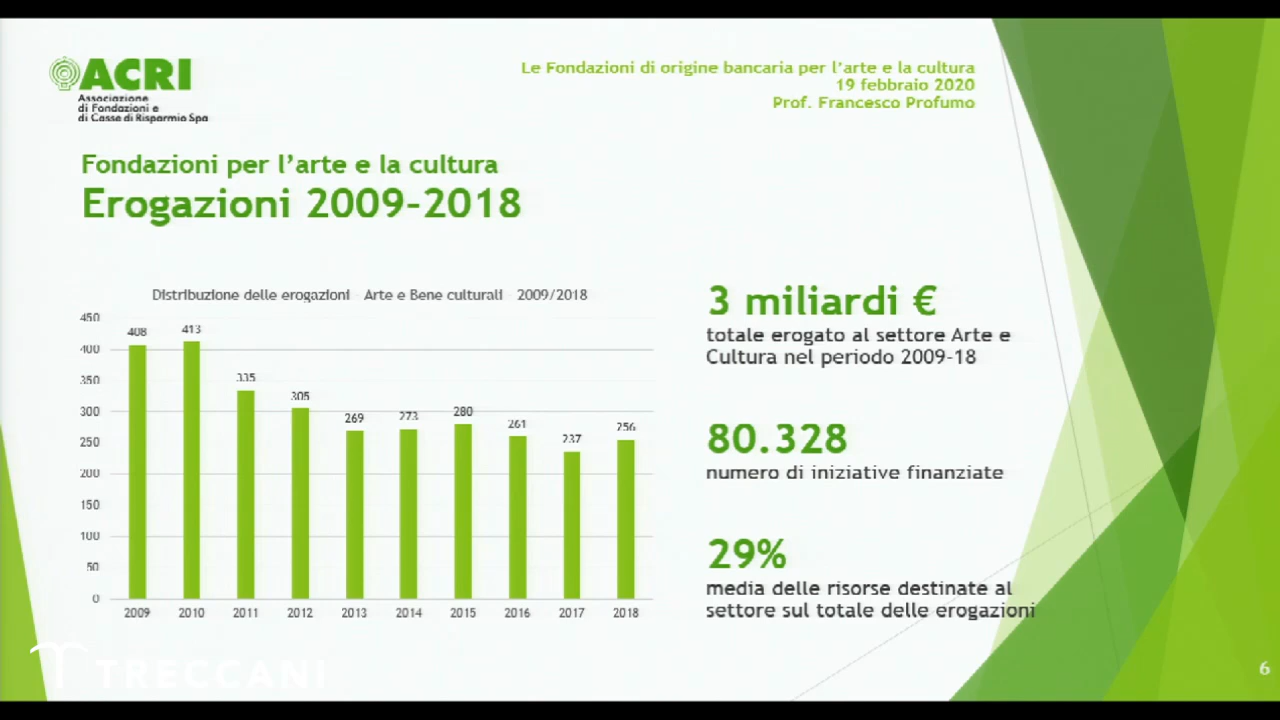 ACRI
Associazione
di Fondazioni e
di Casse di Risparmio Spa
Le Fondazioni di origine bancaria per l'arte e la cultura
19 febbraio 2020
Prof. Francesco Profumo
Fondazioni per l'arte e la cultura
Erogazioni 2009-2018
Distribuzione delle erogazioni Arte e Bene culturali 2009/2018
450
400
350
300
250
200
150
100
50
0
408
413
335
305
269
273
280
261
237
256
2009
2010
2011
2012
2013
2014
2015
2016
2017
2018
3 miliardi €
totale erogato al settore Arte e
Cultura nel periodo 2009-18
80.328
numero di iniziative finanziate
29%
media delle risorse destinate al
settore sul totale delle erogazioni
TRECCANI
6